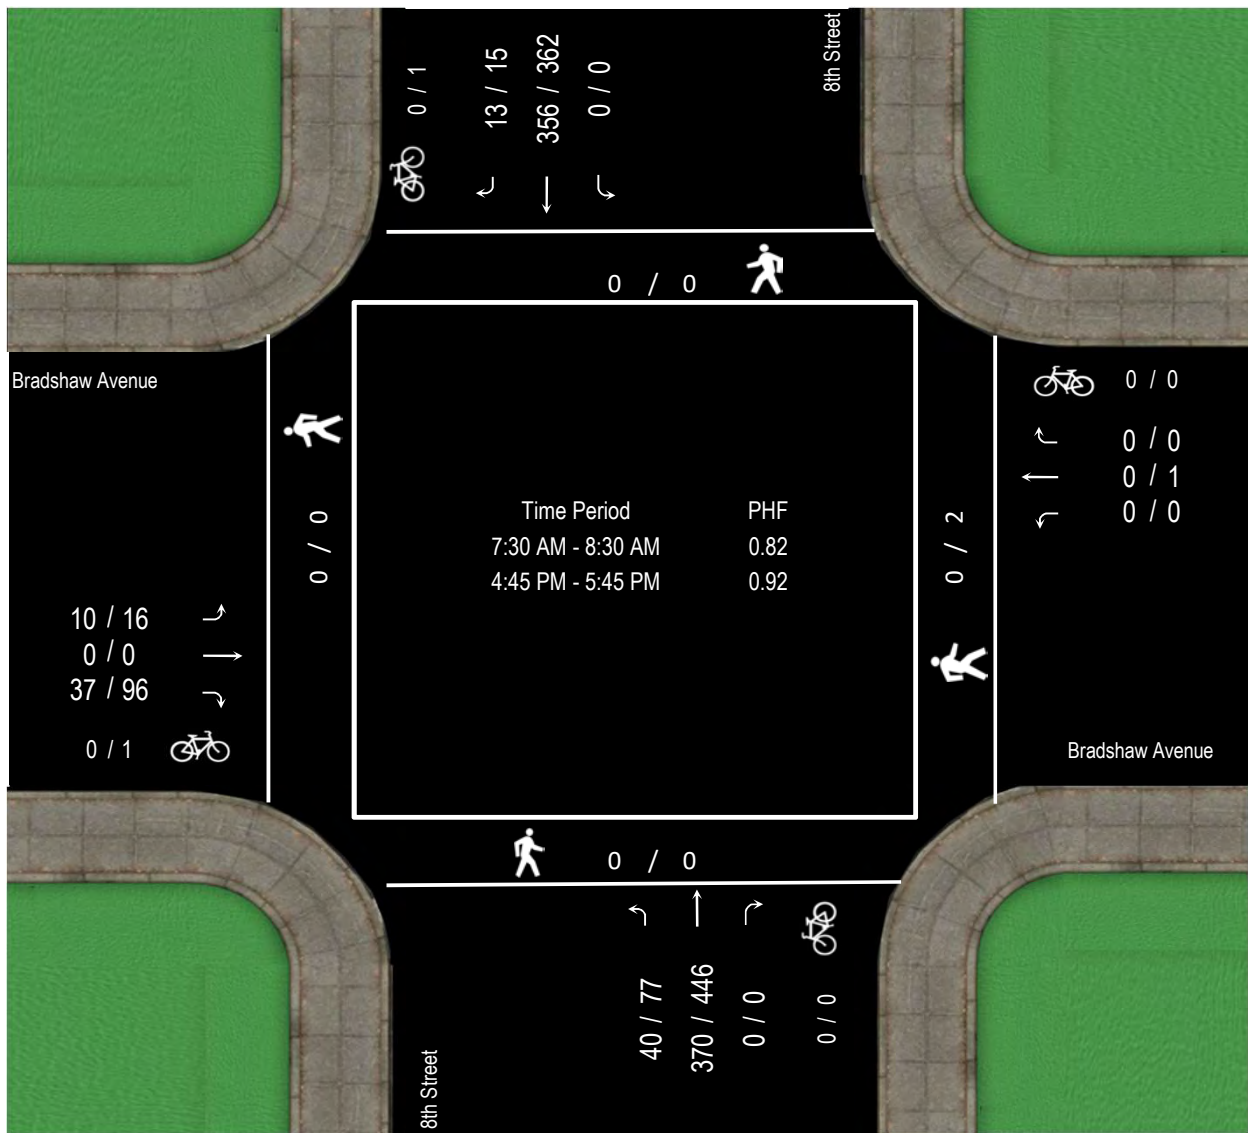 8th Street
0 / 1
13 / 15
356 / 362
0 / 0
0 / 0
Bradshaw Avenue
0 / 0
0 / 0
0 / 1
0 / 0
0 / 0
Time Period PHF
7:30 AM - 8:30 AM 0.82
4:45 PM - 5:45 PM 0.92
0 / 2
10 / 16
0 / 0
37 / 96
0 / 1
Bradshaw Avenue
0 / 0
40 / 77
370 / 446
0 / 0
0 / 0
8th Street